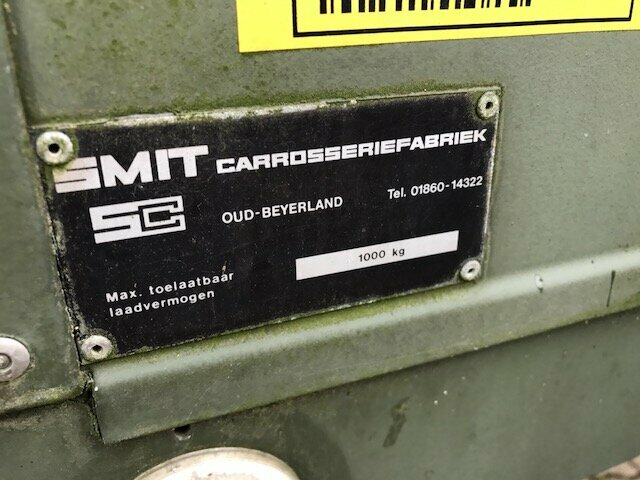 SMIT CARROSSERIEFABRIEK
SC OUD-BEYERLAND Tel. 01860-14322
1000 kg
Max. toelaatbaar
laadvermogen